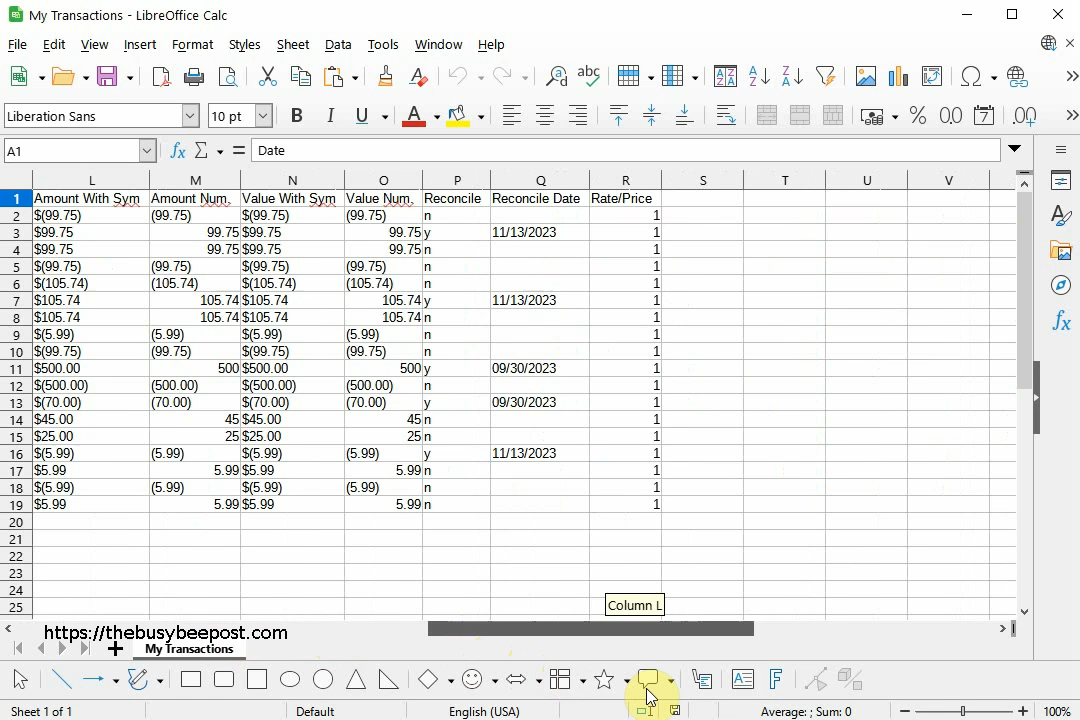 My Transactions - LibreOffice Calc
File Edit View Insert Format Styles Sheet Data Tools Window Help
Liberation Sans 10 pt B I U A % 0.0 7 .00
A1 fx Σ = Date
L M N O P Q R S T U V
1 Amount With Sym Amount Num. Value With Sym Value Num. Reconcile Reconcile Date Rate/Price
2 $(99.75) (99.75) $(99.75) (99.75) n 1
3 $99.75 99.75 $99.75 99.75 y 11/13/2023 1
4 $99.75 99.75 $99.75 99.75 n 1
5 $(99.75) (99.75) $(99.75) (99.75) n 1
6 $(105.74) (105.74) $(105.74) (105.74) n 1
7 $105.74 105.74 $105.74 105.74 y 11/13/2023 1
8 $105.74 105.74 $105.74 105.74 n 1
9 $(5.99) (5.99) $(5.99) (5.99) n 1
10 $(99.75) (99.75) $(99.75) (99.75) n 1
11 $500.00 500 $500.00 500 y 09/30/2023 1
12 $(500.00) (500.00) $(500.00) (500.00) n 1
13 $(70.00) (70.00) $(70.00) (70.00) y 09/30/2023 1
14 $45.00 45 $45.00 45 n 1
15 $25.00 25 $25.00 25 n 1
16 $(5.99) (5.99) $(5.99) (5.99) y 11/13/2023 1
17 $5.99 5.99 $5.99 5.99 n 1
18 $(5.99) (5.99) $(5.99) (5.99) n 1
19 $5.99 5.99 $5.99 5.99 n 1
20
21
22
23
24
25
Column L
https://thebusybeepost.com
My Transactions
Sheet 1 of 1 Default English (USA) Average: ; Sum: 0 100%